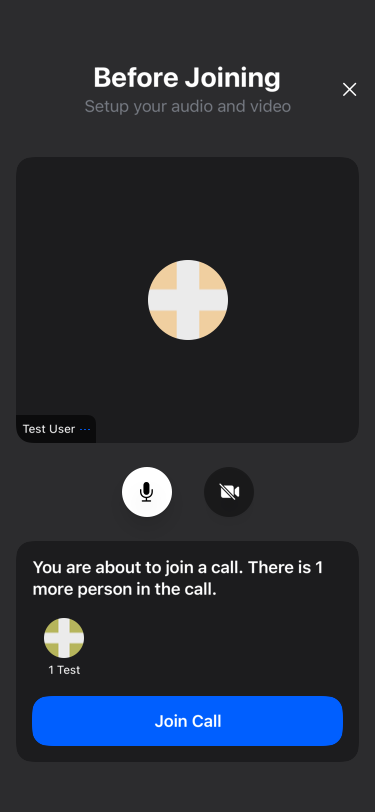 Before Joining
Setup your audio and video
Test User ...
You are about to join a call. There is 1
more person in the call.
1 Test
Join Call